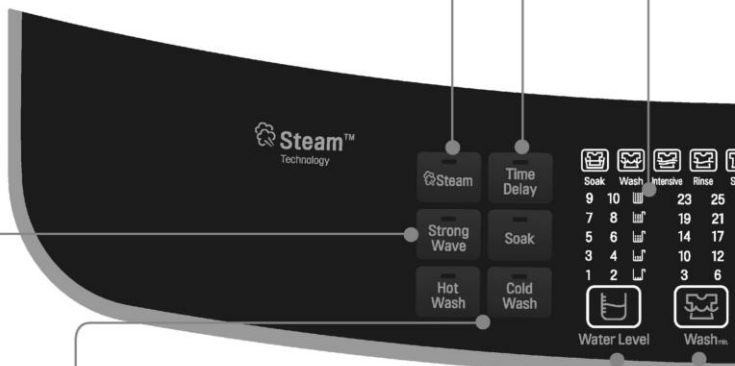 Steam™
Technology
Steam
Time
Delay
Strong
Wave
Soak
Hot
Wash
Cold
Wash
Soak Wash Intensive Rinse
9 10 23 25
7 8 19 21
5 6 14 17
3 4 10 12
1 2 3 6
Water Level
Wash min.